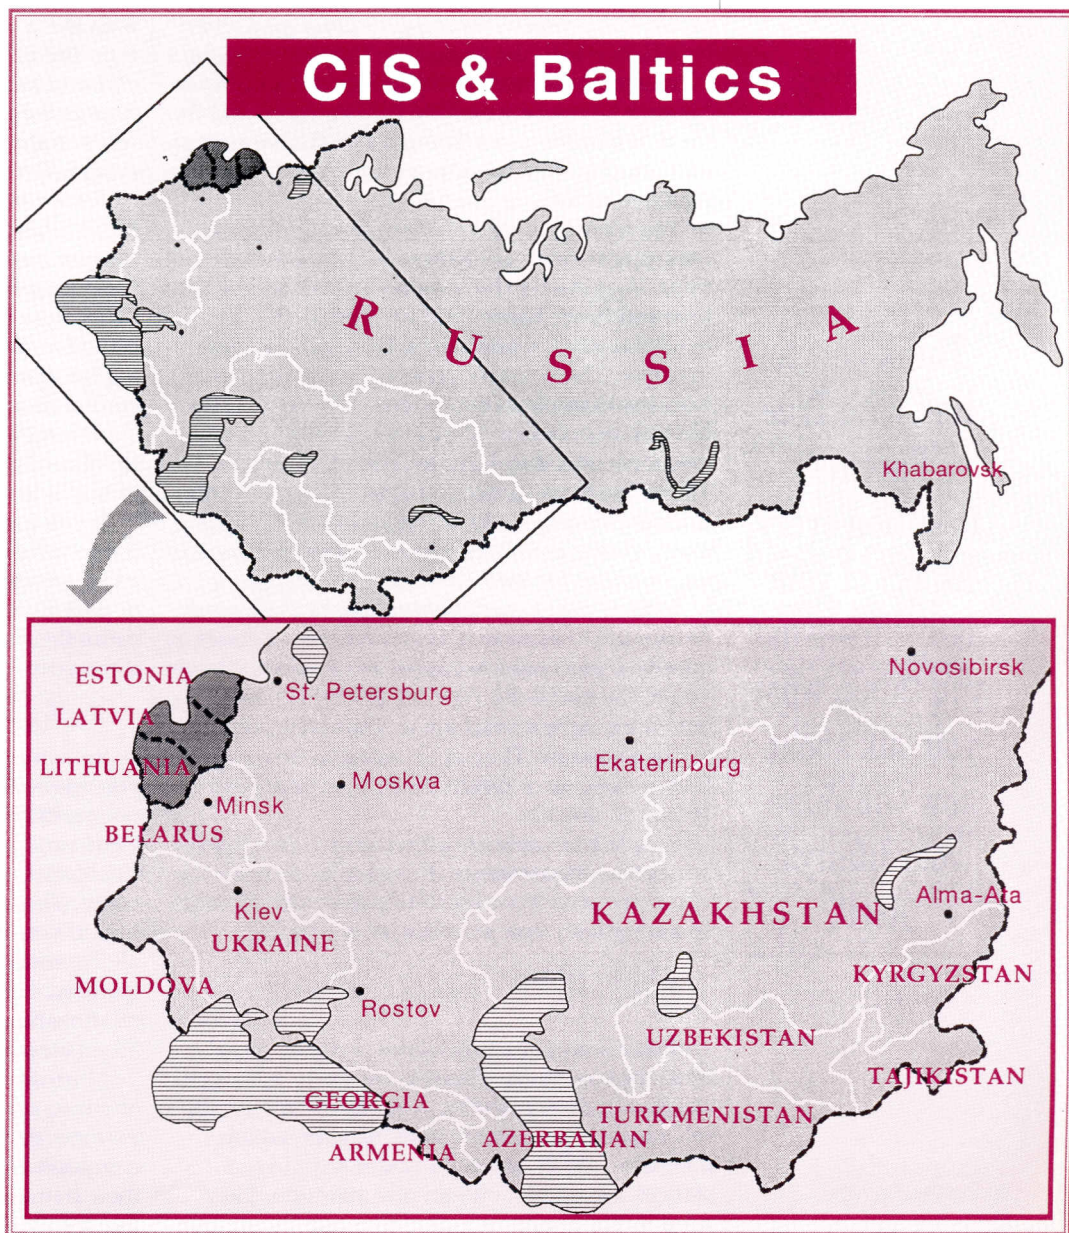 CIS & Baltics
RUSSIA
Khabarovsk
Novosibirsk
ESTONIA
St. Petersburg
LATVIA
Ekaterinburg
LITHUANIA
Moskva
Minsk
BELARUS
Alma-Ata
Kiev
KAZAKHSTAN
UKRAINE
KYRGYZSTAN
MOLDOVA
Rostov
UZBEKISTAN
TAJIKISTAN
GEORGIA
TURKMENISTAN
AZERBAIJAN
ARMENIA